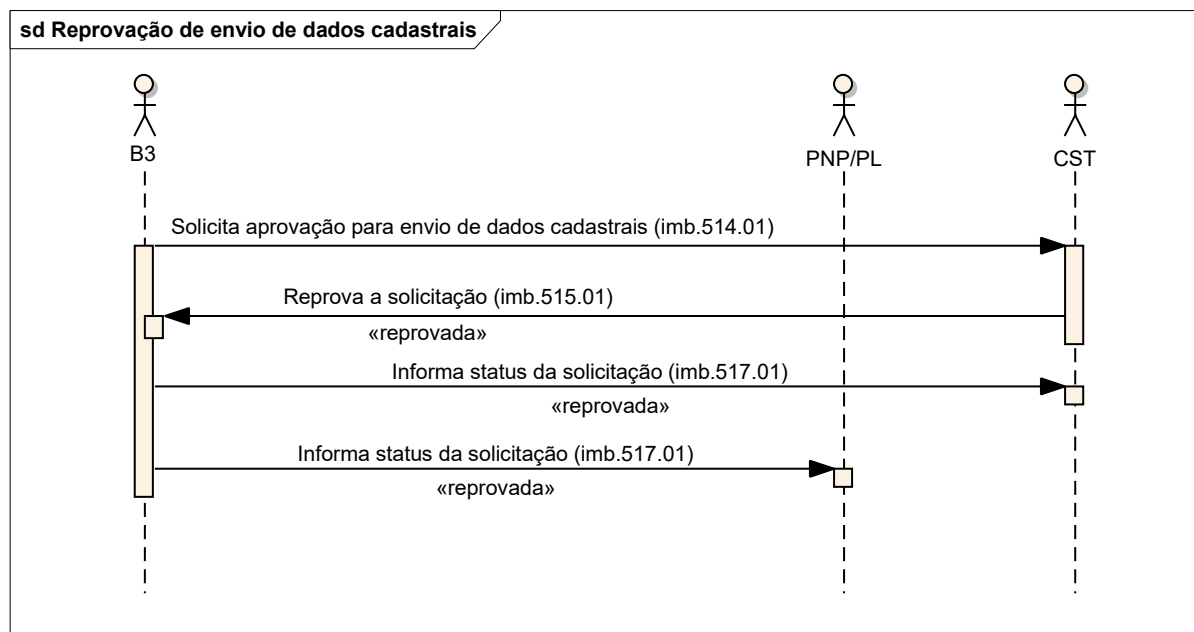 sd Reprovação de envio de dados cadastrais
B3
PNP/PL
CST
Solicita aprovação para envio de dados cadastrais (imb.514.01)
Reprova a solicitação (imb.515.01)
«reprovada»
Informa status da solicitação (imb.517.01)
«reprovada»
Informa status da solicitação (imb.517.01)
«reprovada»